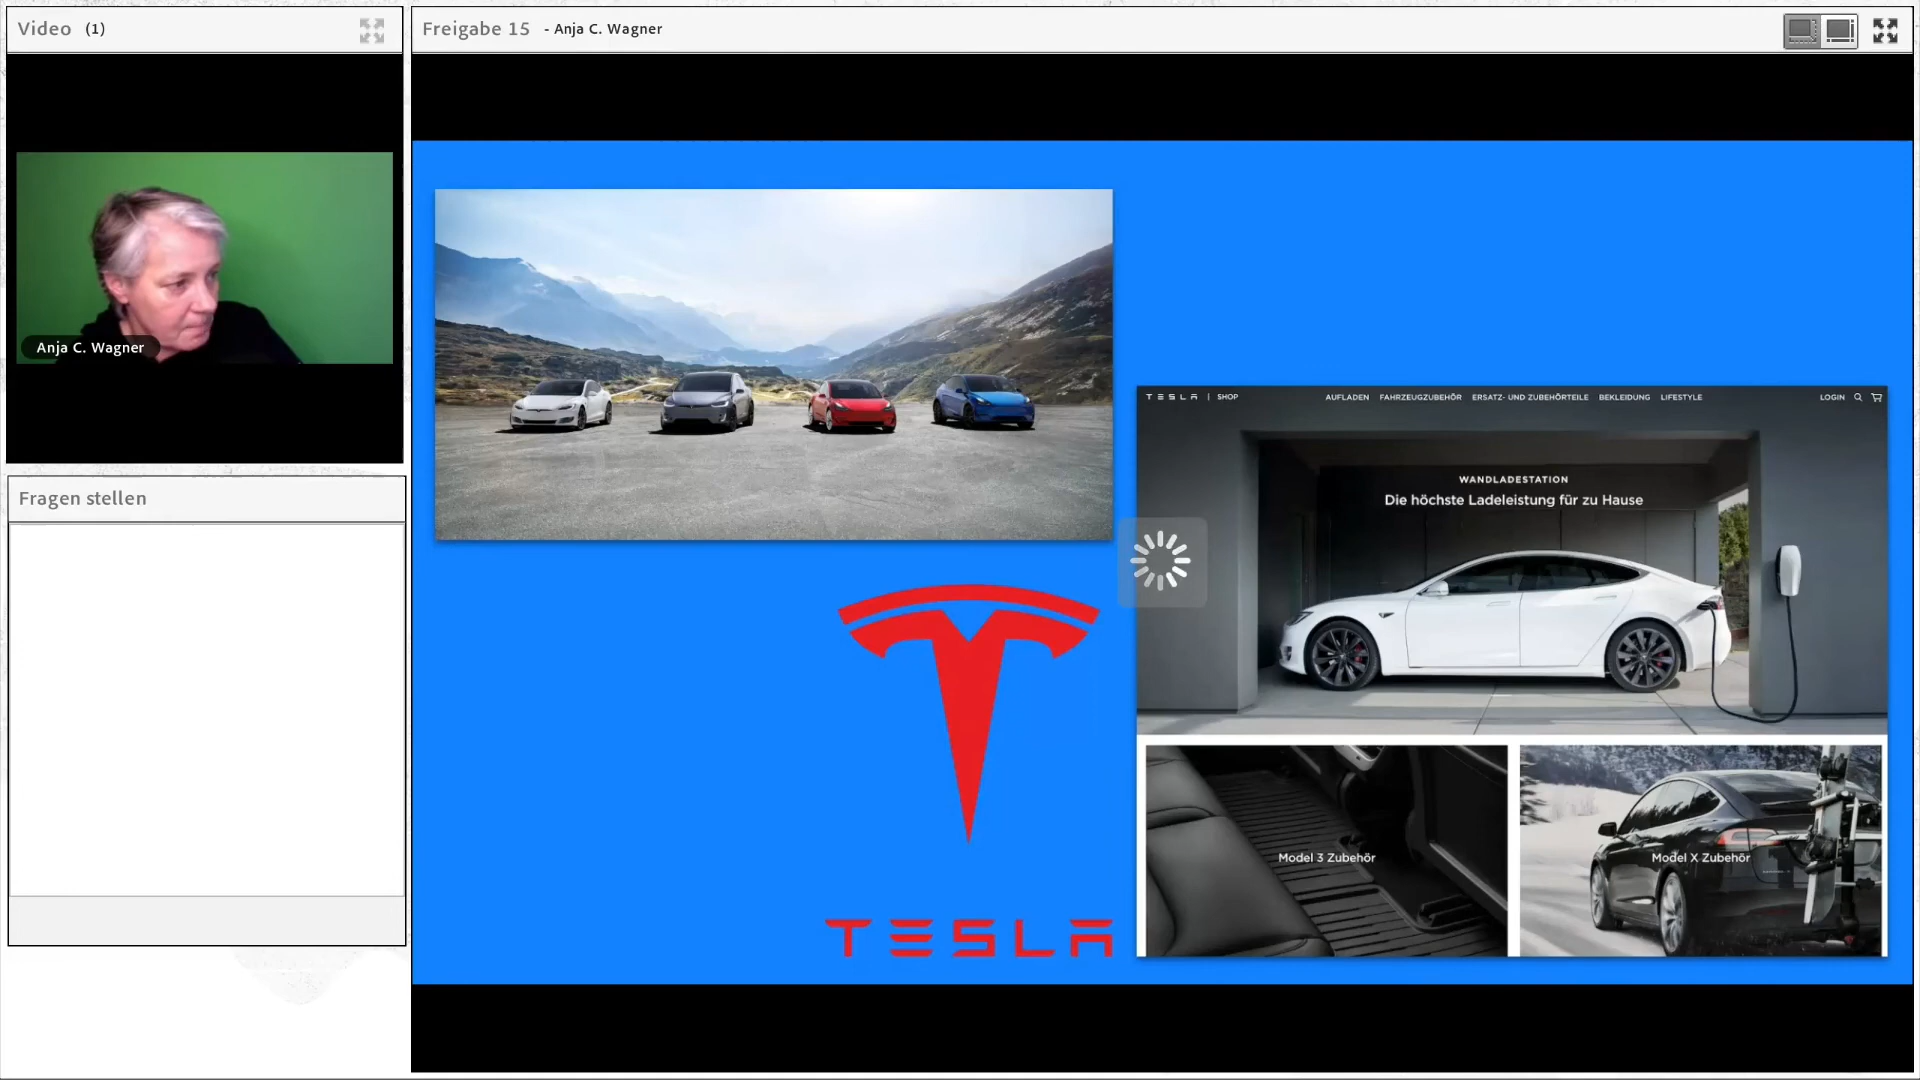 Video (1)
Freigabe 15 - Anja C. Wagner
Anja C. Wagner
Fragen stellen
TESLA | SHOP AUFLADEN FAHRZEUGZUBEHÖR ERSATZ- UND ZUBEHÖRTEILE BEKLEIDUNG LIFESTYLE LOGIN
WANDLADESTATION
Die höchste Ladeleistung für zu Hause
Model 3 Zubehör
Model X Zubehör
TESLA